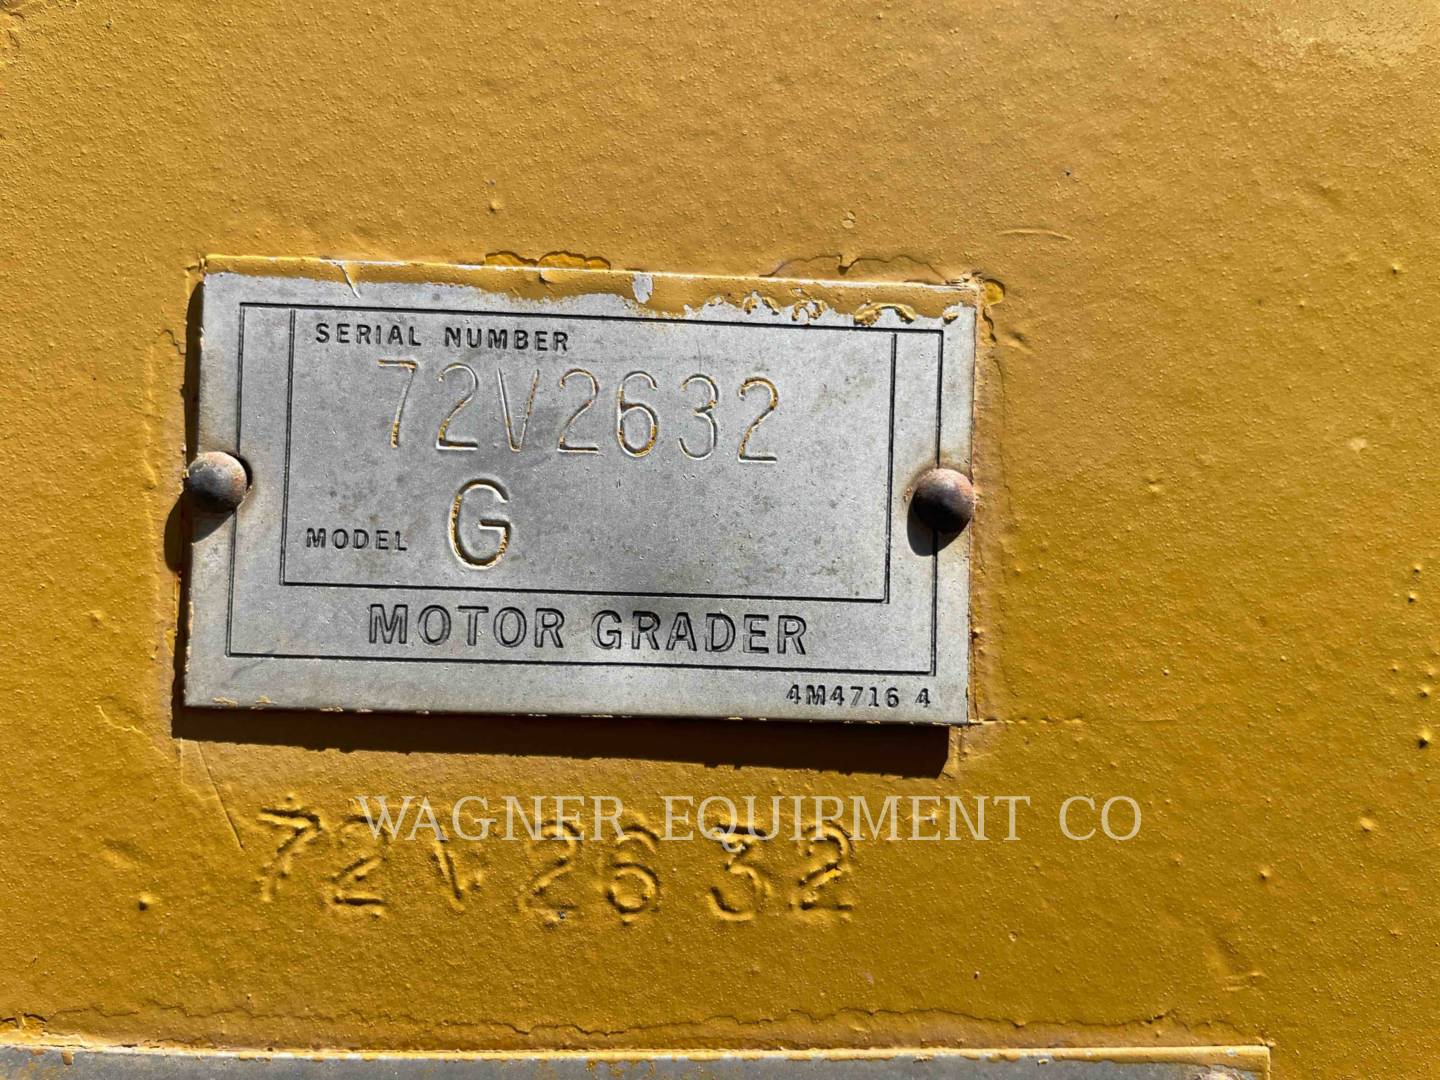 SERIAL NUMBER
72V2632
MODEL G
MOTOR GRADER
4M4716 4
WAGNER EQUIPMENT CO
72V2632